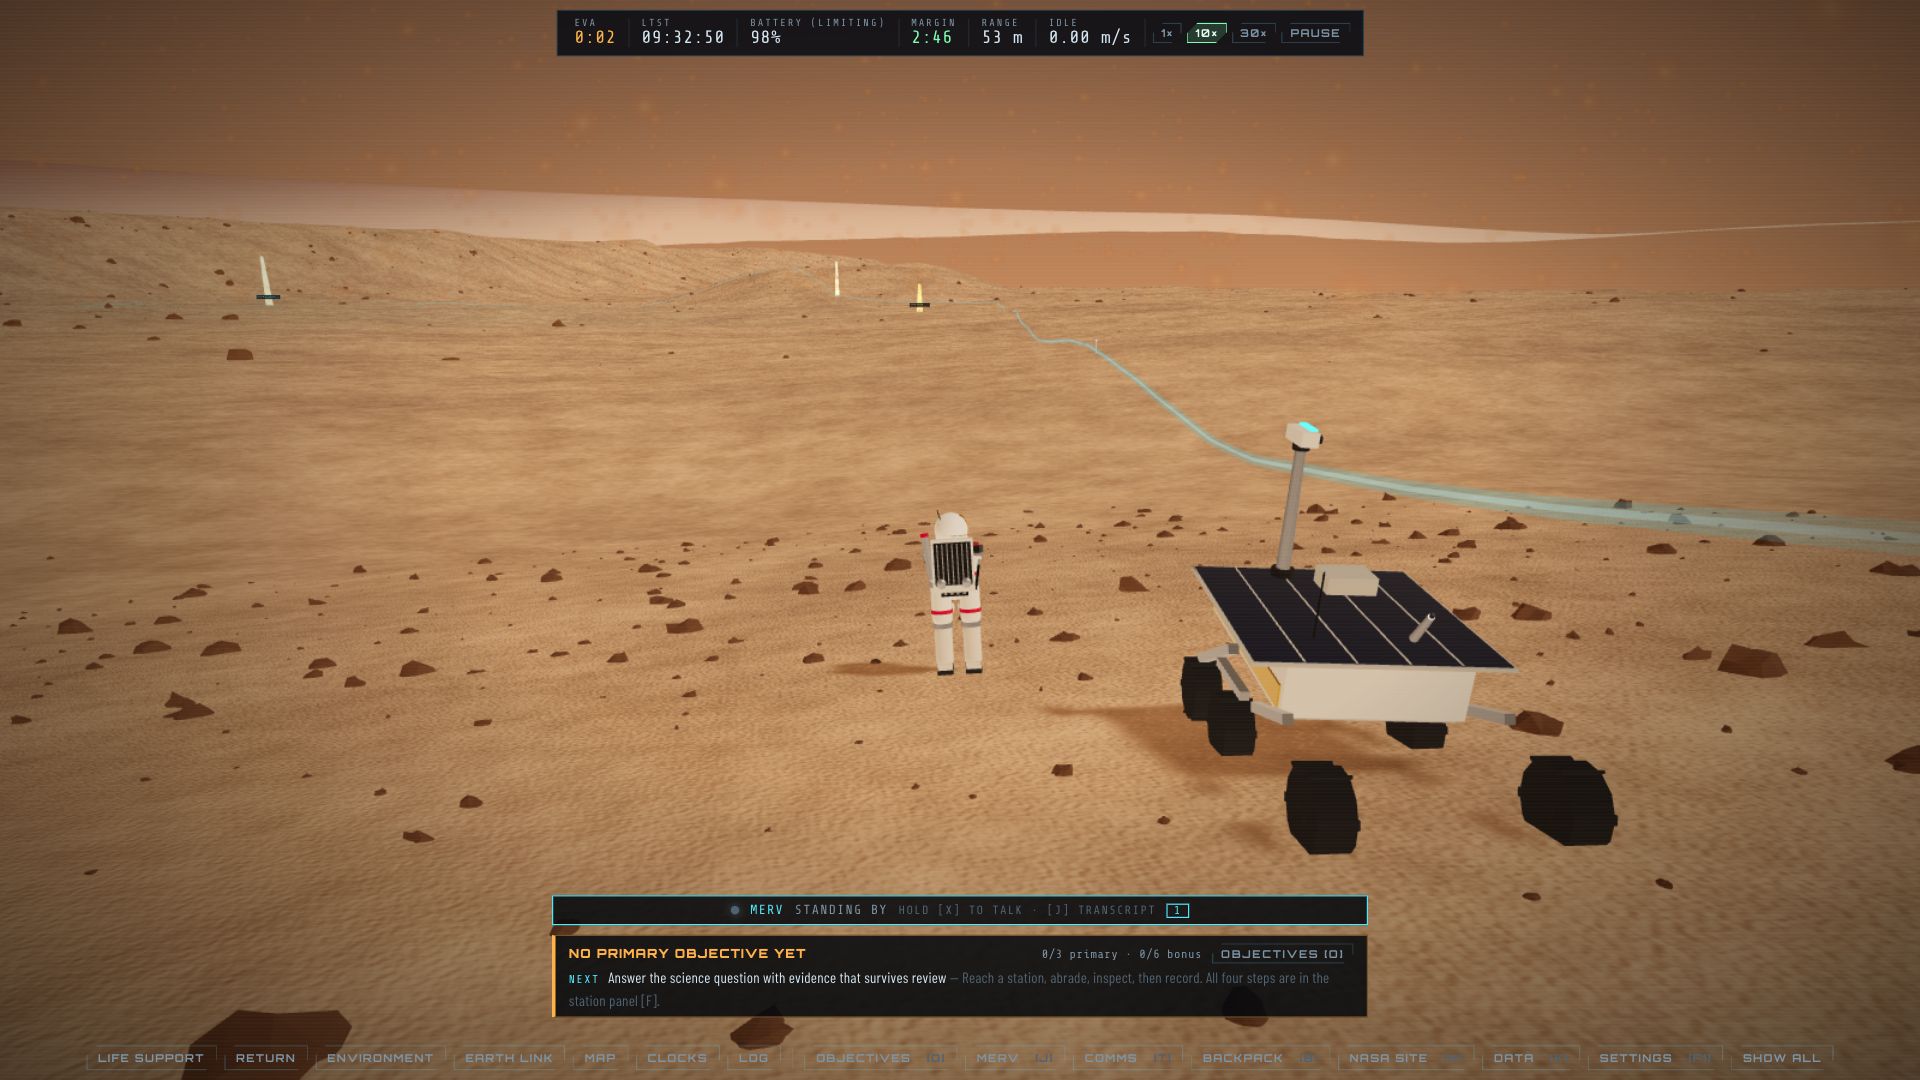 EVA LTST BATTERY (LIMITING) MARGIN RANGE IDLE
0:02 09:32:50 98% 2:46 53 m 0.00 m/s 1× 10× 30× PAUSE
MERV STANDING BY HOLD [X] TO TALK · [J] TRANSCRIPT 1
NO PRIMARY OBJECTIVE YET 0/3 primary · 0/6 bonus OBJECTIVES [O]
NEXT Answer the science question with evidence that survives review — Reach a station, abrade, inspect, then record. All four steps are in the
station panel [F].
LIFE SUPPORT RETURN ENVIRONMENT EARTH LINK MAP CLOCKS LOG OBJECTIVES [O] MERV [J] COMMS [T] BACKPACK NASA SITE DATA SETTINGS SHOW ALL